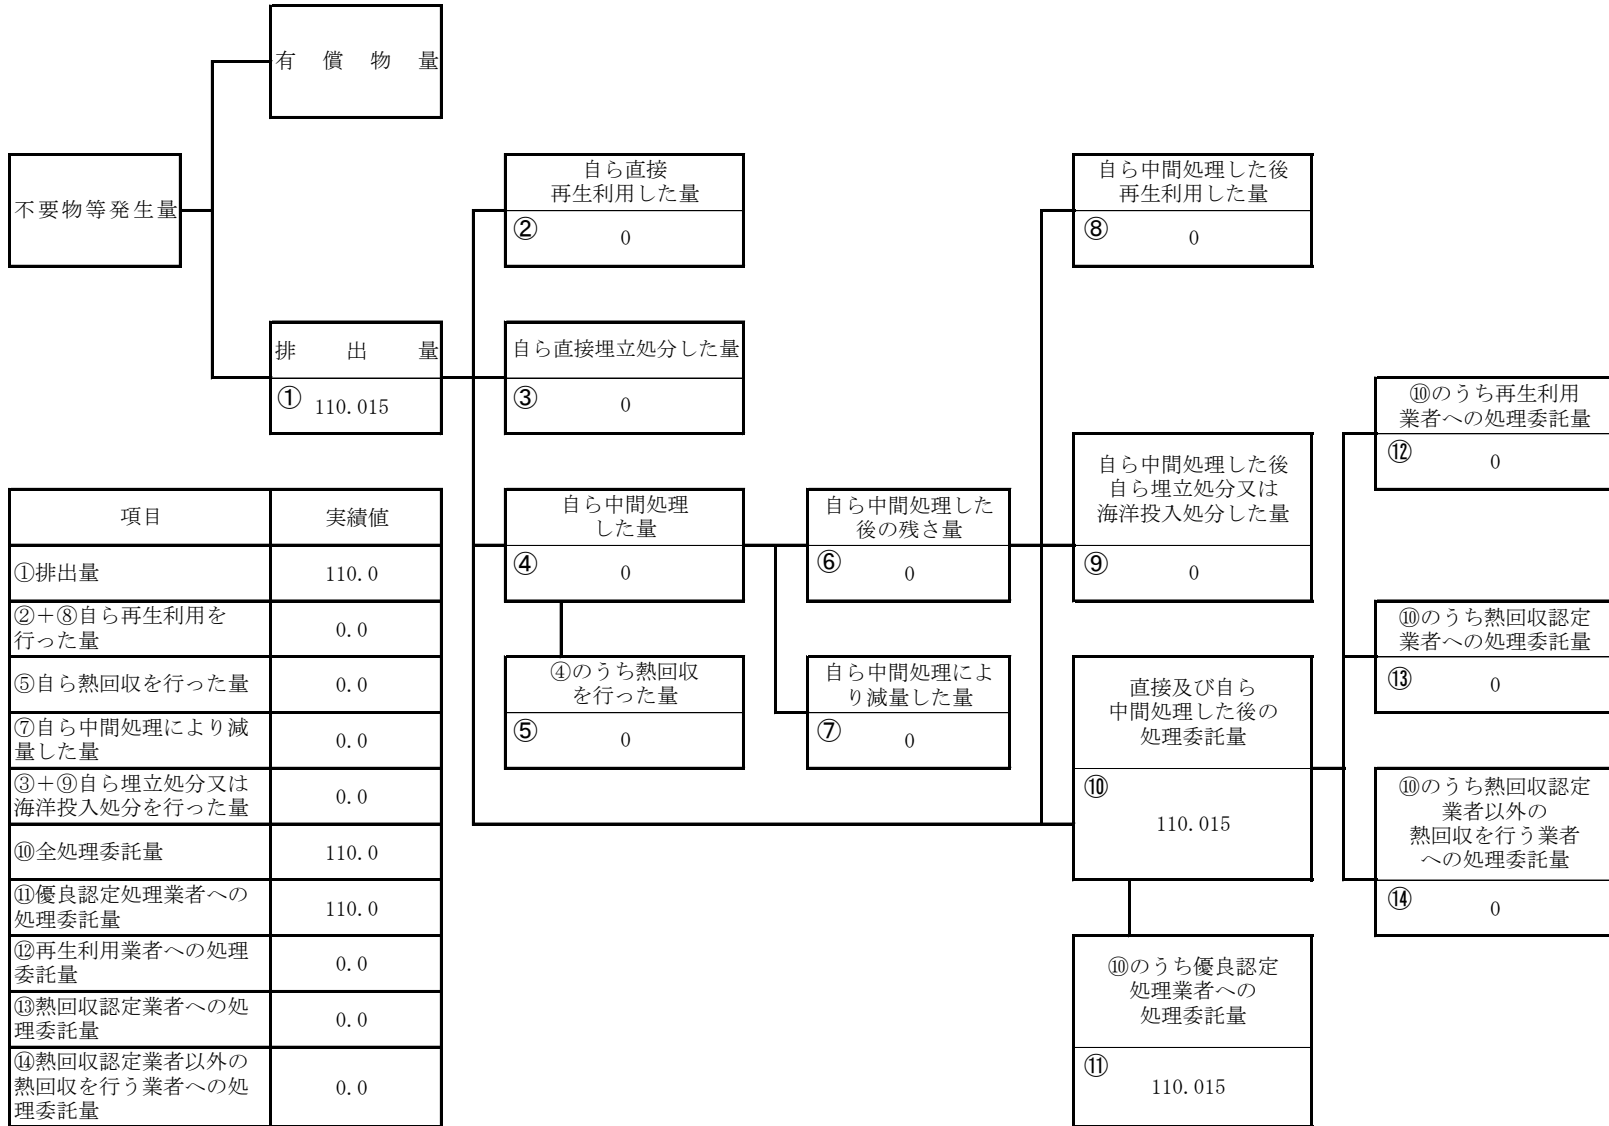 有償物量
不要物等発生量
排出量
① 110.015
自ら直接
再生利用した量
② 0
自ら直接埋立処分した量
③ 0
自ら中間処理
した量
④ 0
④のうち熱回収
を行った量
⑤ 0
自ら中間処理した
後の残さ量
⑥ 0
自ら中間処理によ
り減量した量
⑦ 0
自ら中間処理した後
再生利用した量
⑧ 0
自ら中間処理した後
自ら埋立処分又は
海洋投入処分した量
⑨ 0
直接及び自ら
中間処理した後の
処理委託量
⑩
110.015
⑩のうち優良認定
処理業者への
処理委託量
⑪
110.015
⑩のうち再生利用
業者への処理委託量
⑫ 0
⑩のうち熱回収認定
業者への処理委託量
⑬ 0
⑩のうち熱回収認定
業者以外の
熱回収を行う業者
への処理委託量
⑭ 0
項目 実績値
①排出量 110.0
②＋⑧自ら再生利用を
行った量 0.0
⑤自ら熱回収を行った量 0.0
⑦自ら中間処理により減
量した量 0.0
③＋⑨自ら埋立処分又は
海洋投入処分を行った量 0.0
⑩全処理委託量 110.0
⑪優良認定処理業者への
処理委託量 110.0
⑫再生利用業者への処理
委託量 0.0
⑬熱回収認定業者への処
理委託量 0.0
⑭熱回収認定業者以外の
熱回収を行う業者への処
理委託量 0.0